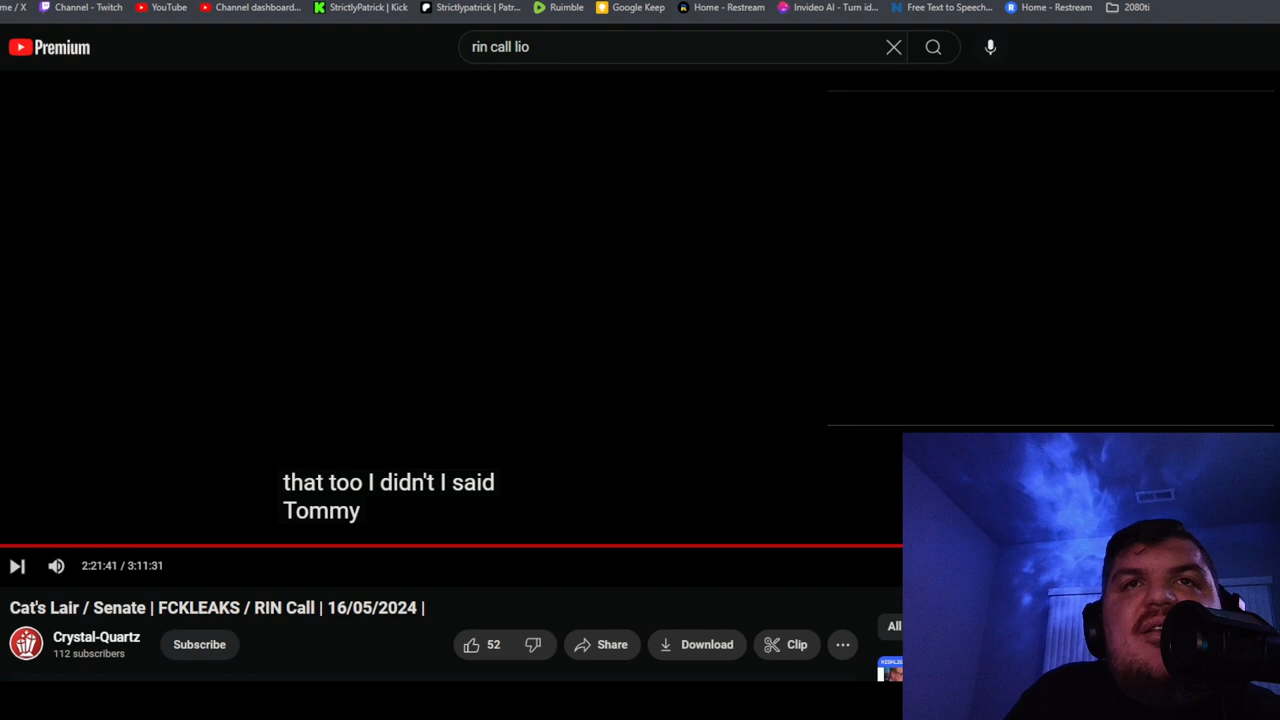 me / X
Channel - Twitch
YouTube
Channel dashboard...
StrictlyPatrick | Kick
Strictlypatrick | Patr...
Rumble
Google Keep
Home - Restream
Invideo AI - Turn id...
Free Text to Speech...
Home - Restream
2080ti
Premium
rin call lio
that too I didn't I said
Tommy
2:21:41 / 3:11:31
Cat's Lair / Senate | FCKLEAKS / RIN Call | 16/05/2024 |
Crystal-Quartz
112 subscribers
Subscribe
52
Share
Download
Clip
All